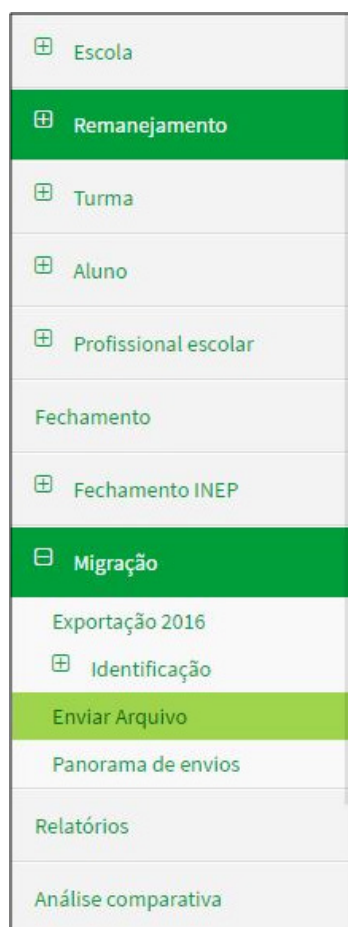 Escola
Remanejamento
Turma
Aluno
Profissional escolar
Fechamento
Fechamento INEP
Migração
Exportação 2016
Identificação
Enviar Arquivo
Panorama de envios
Relatórios
Análise comparativa